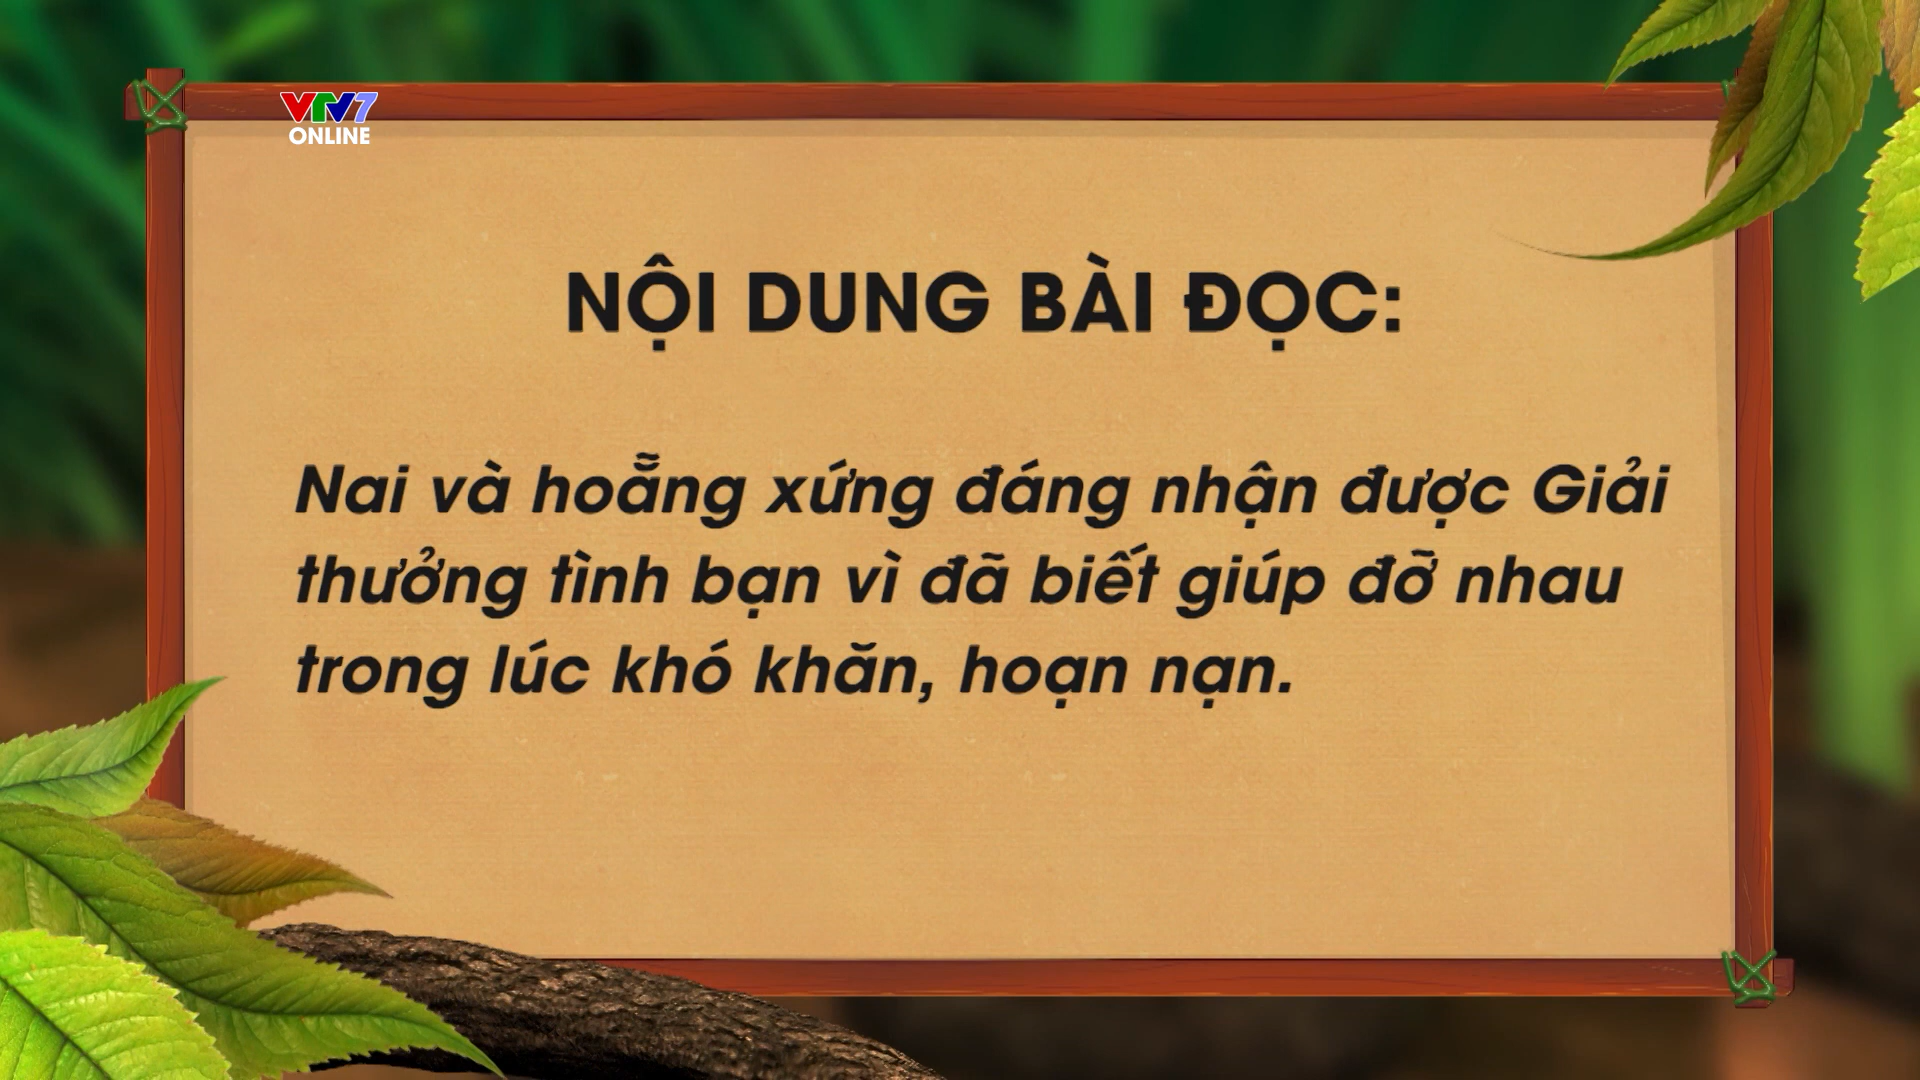 VTV7
ONLINE
NỘI DUNG BÀI ĐỌC:
Nai và hoẵng xứng đáng nhận được Giải
thưởng tình bạn vì đã biết giúp đỡ nhau
trong lúc khó khăn, hoạn nạn.